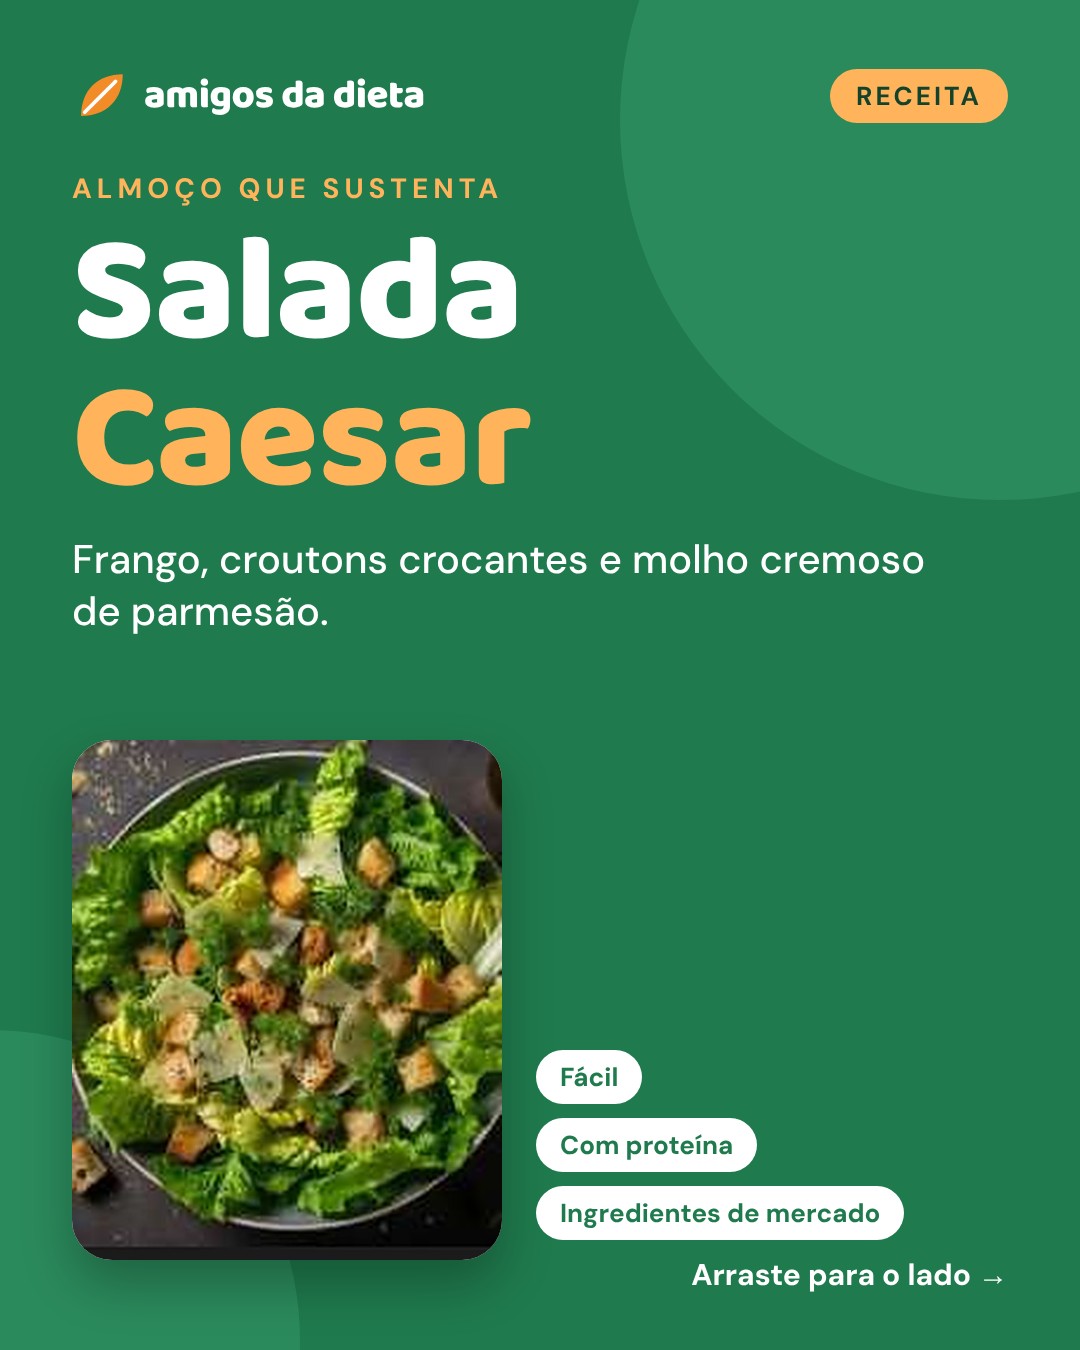 amigos da dieta
RECEITA
ALMOÇO QUE SUSTENTA
Salada
Caesar
Frango, croutons crocantes e molho cremoso
de parmesão.
Fácil
Com proteína
Ingredientes de mercado
Arraste para o lado →